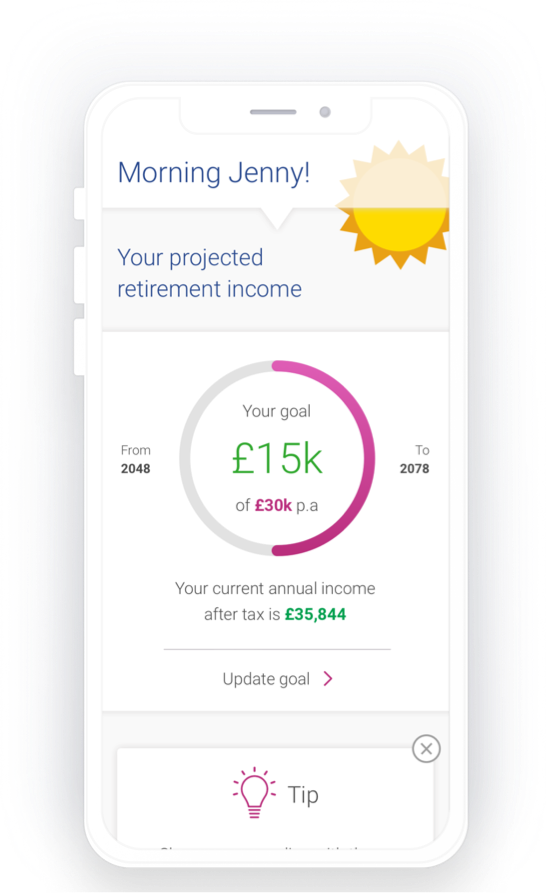 Morning Jenny!
Your projected
retirement income
Your goal
£15k
of £30k p.a
From
2048
To
2078
Your current annual income
after tax is £35,844
Update goal
Tip